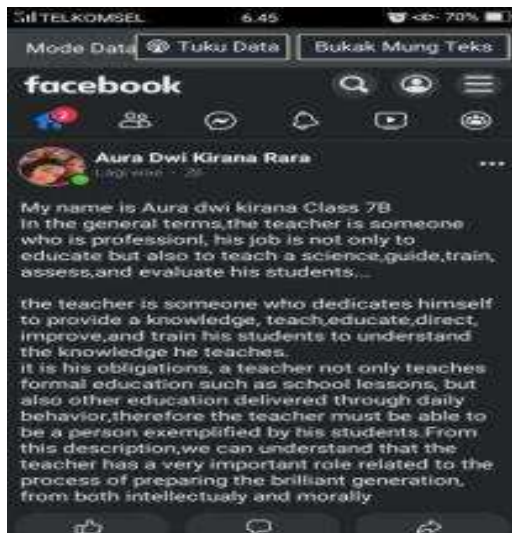 TELKOMSEL 6.45 70%
Mode Data Tuku Data Bukak Mung Teks
facebook
2
Aura Dwi Kirana Rara
My name is Aura dwi kirana Class 7B
In the general terms,the teacher is someone
who is professionl, his job is not only to
educate but also to teach a science,guide,train,
assess,and evaluate his students...
the teacher is someone who dedicates himself
to provide a knowledge, teach,educate,direct,
improve,and train his students to understand
the knowledge he teaches.
it is his obligations, a teacher not only teaches
formal education such as school lessons, but
also other education delivered through daily
behavior,therefore the teacher must be able to
be a person exemplified by his students.From
this description,we can understand that the
teacher has a very important role related to the
process of preparing the brilliant generation,
from both intellectualy and morally